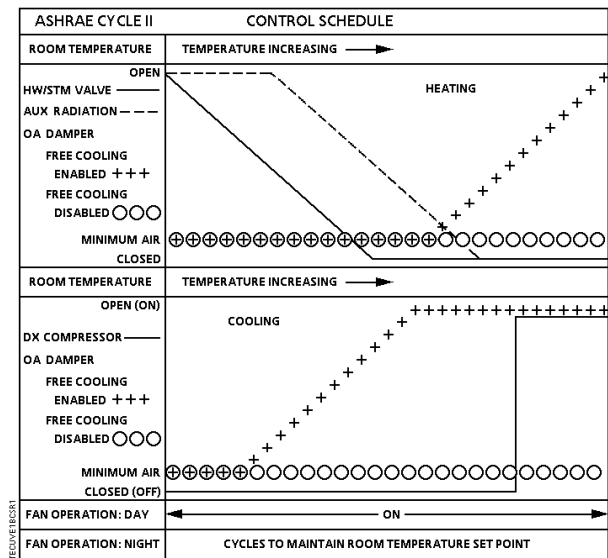 ASHRAE CYCLE II CONTROL SCHEDULE
ROOM TEMPERATURE TEMPERATURE INCREASING
OPEN
HW/STM VALVE
HEATING
AUX RADIATION
OA DAMPER
FREE COOLING
ENABLED +++
FREE COOLING
DISABLED ○○○
MINIMUM AIR
CLOSED
ROOM TEMPERATURE TEMPERATURE INCREASING
OPEN (ON)
COOLING
DX COMPRESSOR
OA DAMPER
FREE COOLING
ENABLED +++
FREE COOLING
DISABLED ○○○
MINIMUM AIR
CLOSED (OFF)
FAN OPERATION: DAY ON
FAN OPERATION: NIGHT CYCLES TO MAINTAIN ROOM TEMPERATURE SET POINT